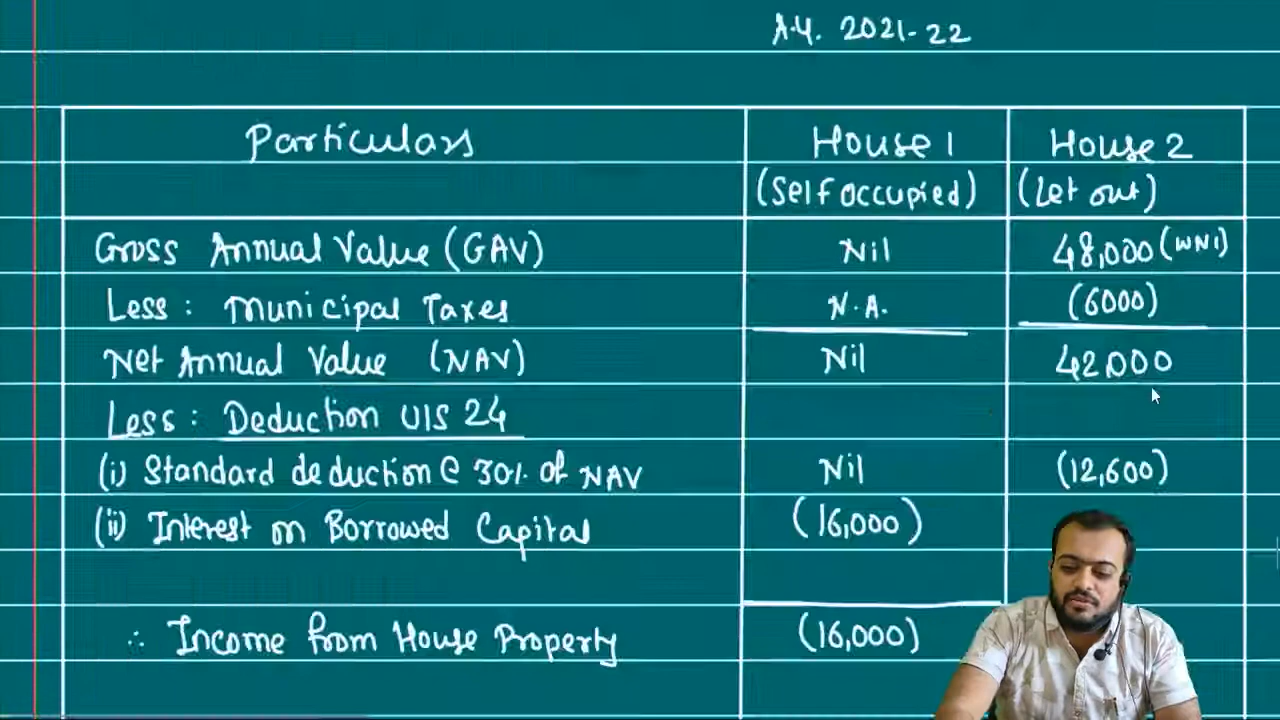 A.Y. 2021-22
Particulars House 1 House 2
(Self occupied) (Let out)
Gross Annual Value (GAV) Nil 48,000 (WN1)
Less : Municipal Taxes N.A. (6000)
Net Annual Value (NAV) Nil 42000
Less : Deduction U/S 24
(i) Standard deduction @ 30% of NAV Nil (12,600)
(ii) Interest on Borrowed Capital (16,000)
∴ Income from House Property (16,000)